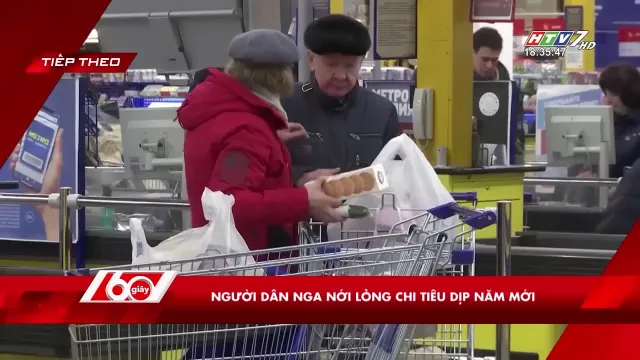 TIẾP THEO
HTV7 HD
18:35:47
МЕТРО
60 giây
NGƯỜI DÂN NGA NỚI LỎNG CHI TIÊU DỊP NĂM MỚI